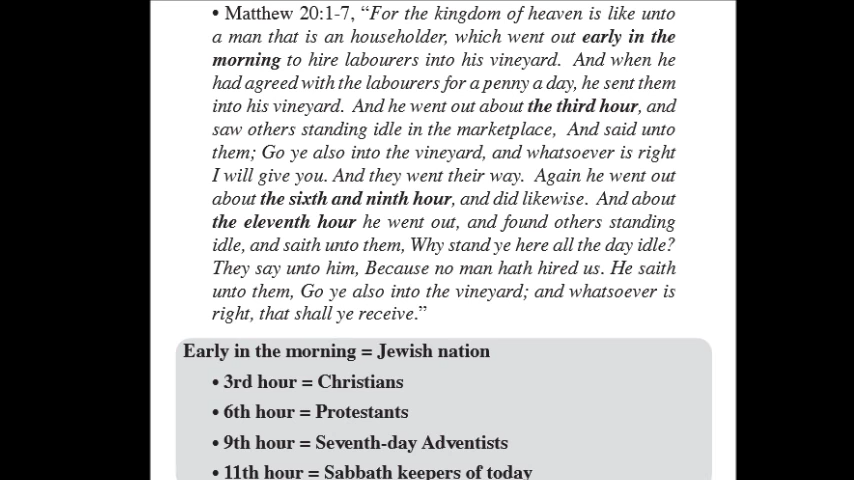 • Matthew 20:1-7, “For the kingdom of heaven is like unto
a man that is an householder, which went out early in the
morning to hire labourers into his vineyard. And when he
had agreed with the labourers for a penny a day, he sent them
into his vineyard. And he went out about the third hour, and
saw others standing idle in the marketplace, And said unto
them; Go ye also into the vineyard, and whatsoever is right
I will give you. And they went their way. Again he went out
about the sixth and ninth hour, and did likewise. And about
the eleventh hour he went out, and found others standing
idle, and saith unto them, Why stand ye here all the day idle?
They say unto him, Because no man hath hired us. He saith
unto them, Go ye also into the vineyard; and whatsoever is
right, that shall ye receive.”
Early in the morning = Jewish nation
• 3rd hour = Christians
• 6th hour = Protestants
• 9th hour = Seventh-day Adventists
• 11th hour = Sabbath keepers of today